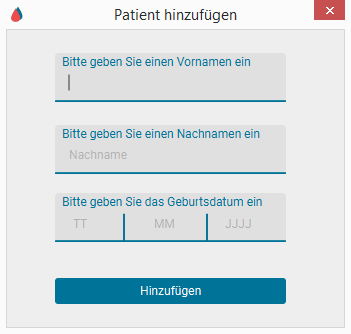 Patient hinzufügen
Bitte geben Sie einen Vornamen ein
Bitte geben Sie einen Nachnamen ein
Nachname
Bitte geben Sie das Geburtsdatum ein
TT MM JJJJ
Hinzufügen